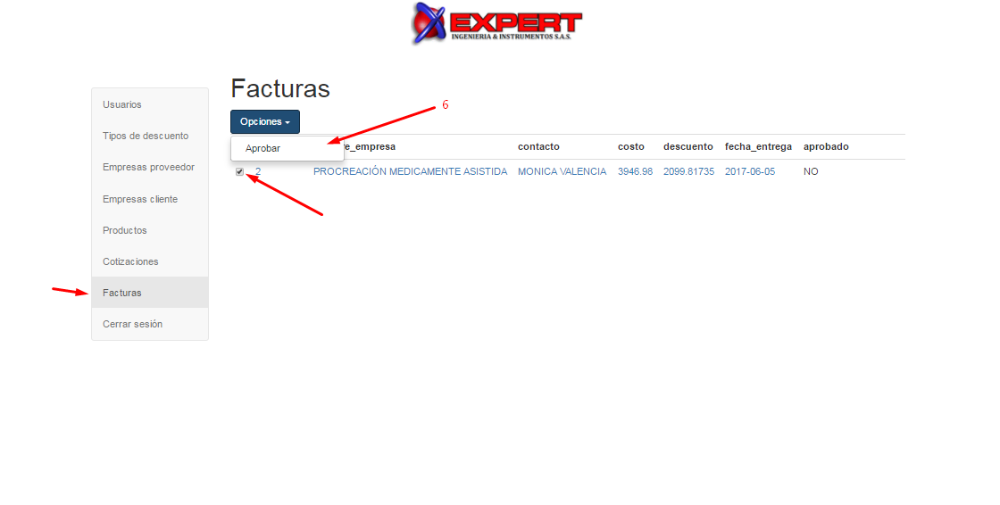 EXPERT
INGENIERIA & INSTRUMENTOS S.A.S.
Usuarios
Tipos de descuento
Empresas proveedor
Empresas cliente
Productos
Cotizaciones
Facturas
Cerrar sesión
Facturas
Opciones
6
Aprobar
e_empresa contacto costo descuento fecha_entrega aprobado
2 PROCREACIÓN MEDICAMENTE ASISTIDA MONICA VALENCIA 3946.98 2099.81735 2017-06-05 NO